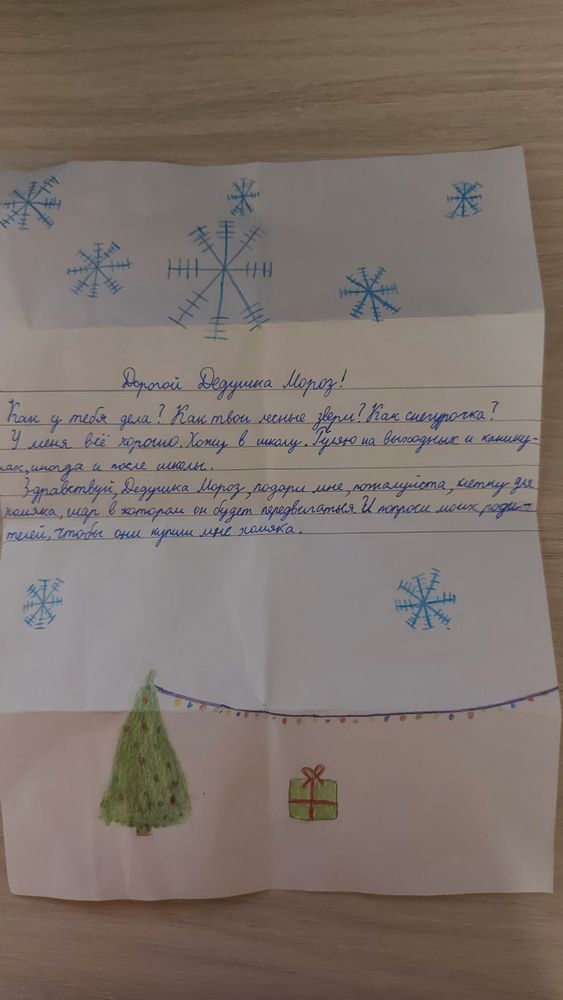 Дорогой Дедушка Мороз!
Как у тебя дела? Как твои лесные звери? Как снегурочка?
У меня всё хорошо. Хожу в школу. Гуляю на выходных и канику-
лах, иногда и после школы.
Здравствуй, Дедушка Мороз, подари мне, пожалуйста, клетку для
хомяка, шар в котором он будет передвигаться. И попроси моих роди-
телей, чтобы они купили мне хомяка.